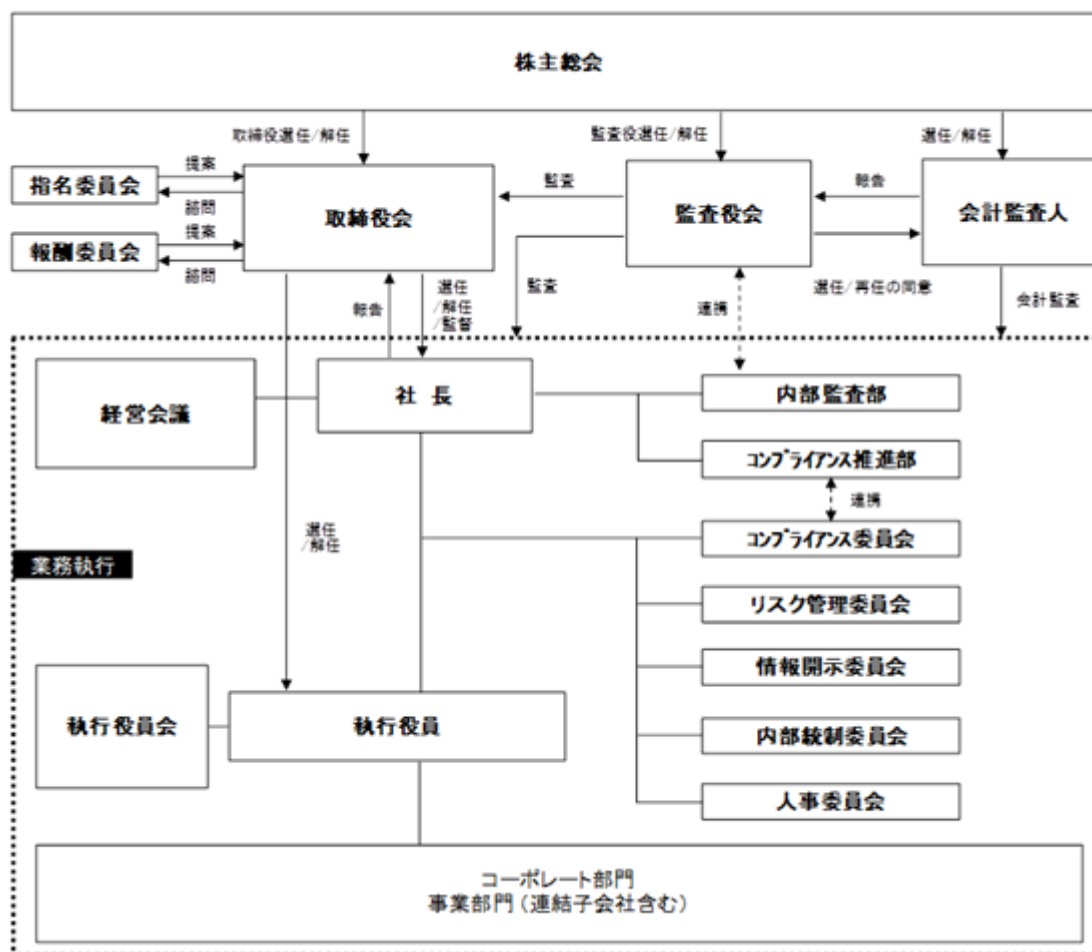 株主総会
取締役選任/解任
監査役選任/解任
選任/解任
指名委員会
提案
諮問
報酬委員会
提案
諮問
取締役会
監査
監査役会
報告
会計監査人
選任/再任の同意
監査
連携
会計監査
報告
選任
/解任
/監督
経営会議
社 長
内部監査部
コンプライアンス推進部
連携
コンプライアンス委員会
選任
/解任
業務執行
リスク管理委員会
情報開示委員会
執行役員会
執行役員
内部統制委員会
人事委員会
コーポレート部門
事業部門(連結子会社含む)